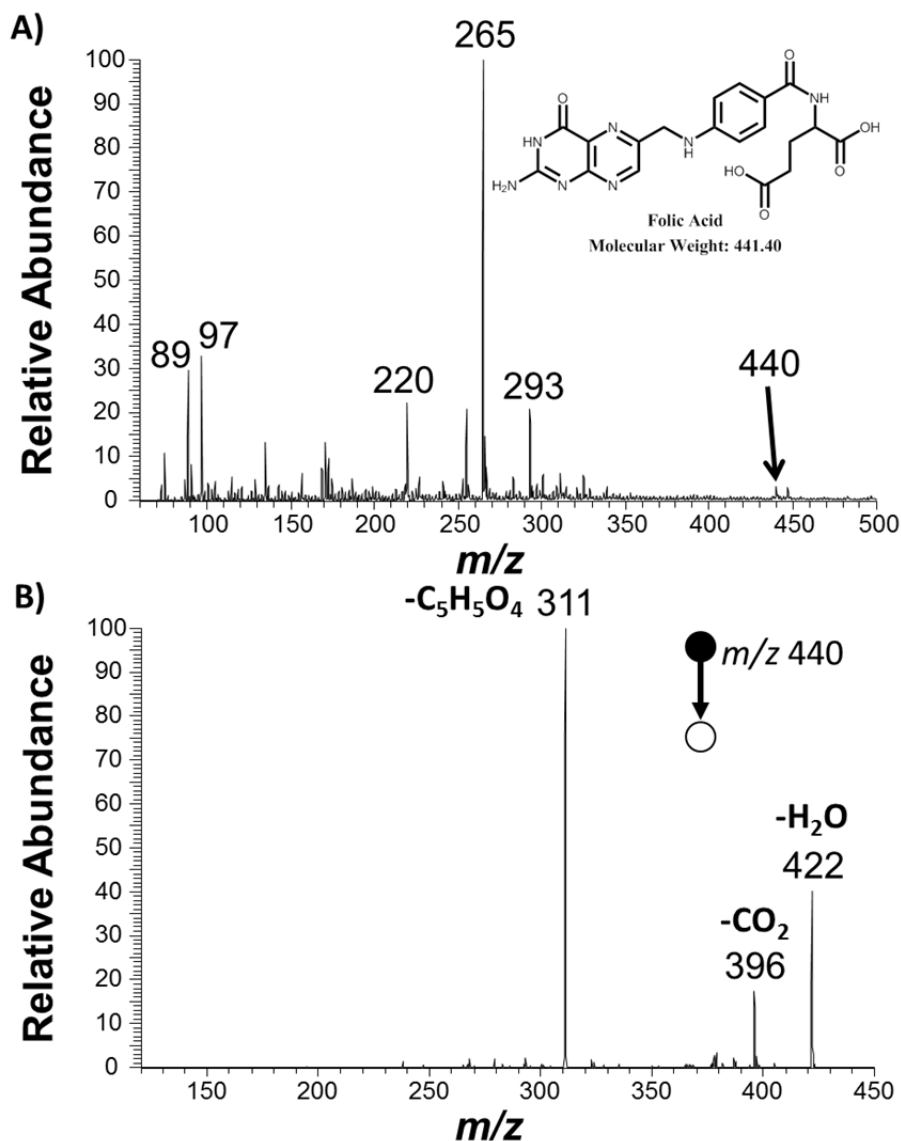 A)
265
100
90
80
70
60
50
40
30
20
10
0
Relative Abundance
89
97
220
293
440
O
HN
N
H₂N
N
N
N
H
O
NH
OH
O
HO
O
Folic Acid
Molecular Weight: 441.40
100 150 200 250 300 350 400 450 500
m/z
B)
-C₅H₅O₄ 311
100
90
80
70
60
50
40
30
20
10
0
Relative Abundance
m/z 440
-H₂O
422
-CO₂
396
150 200 250 300 350 400 450
m/z